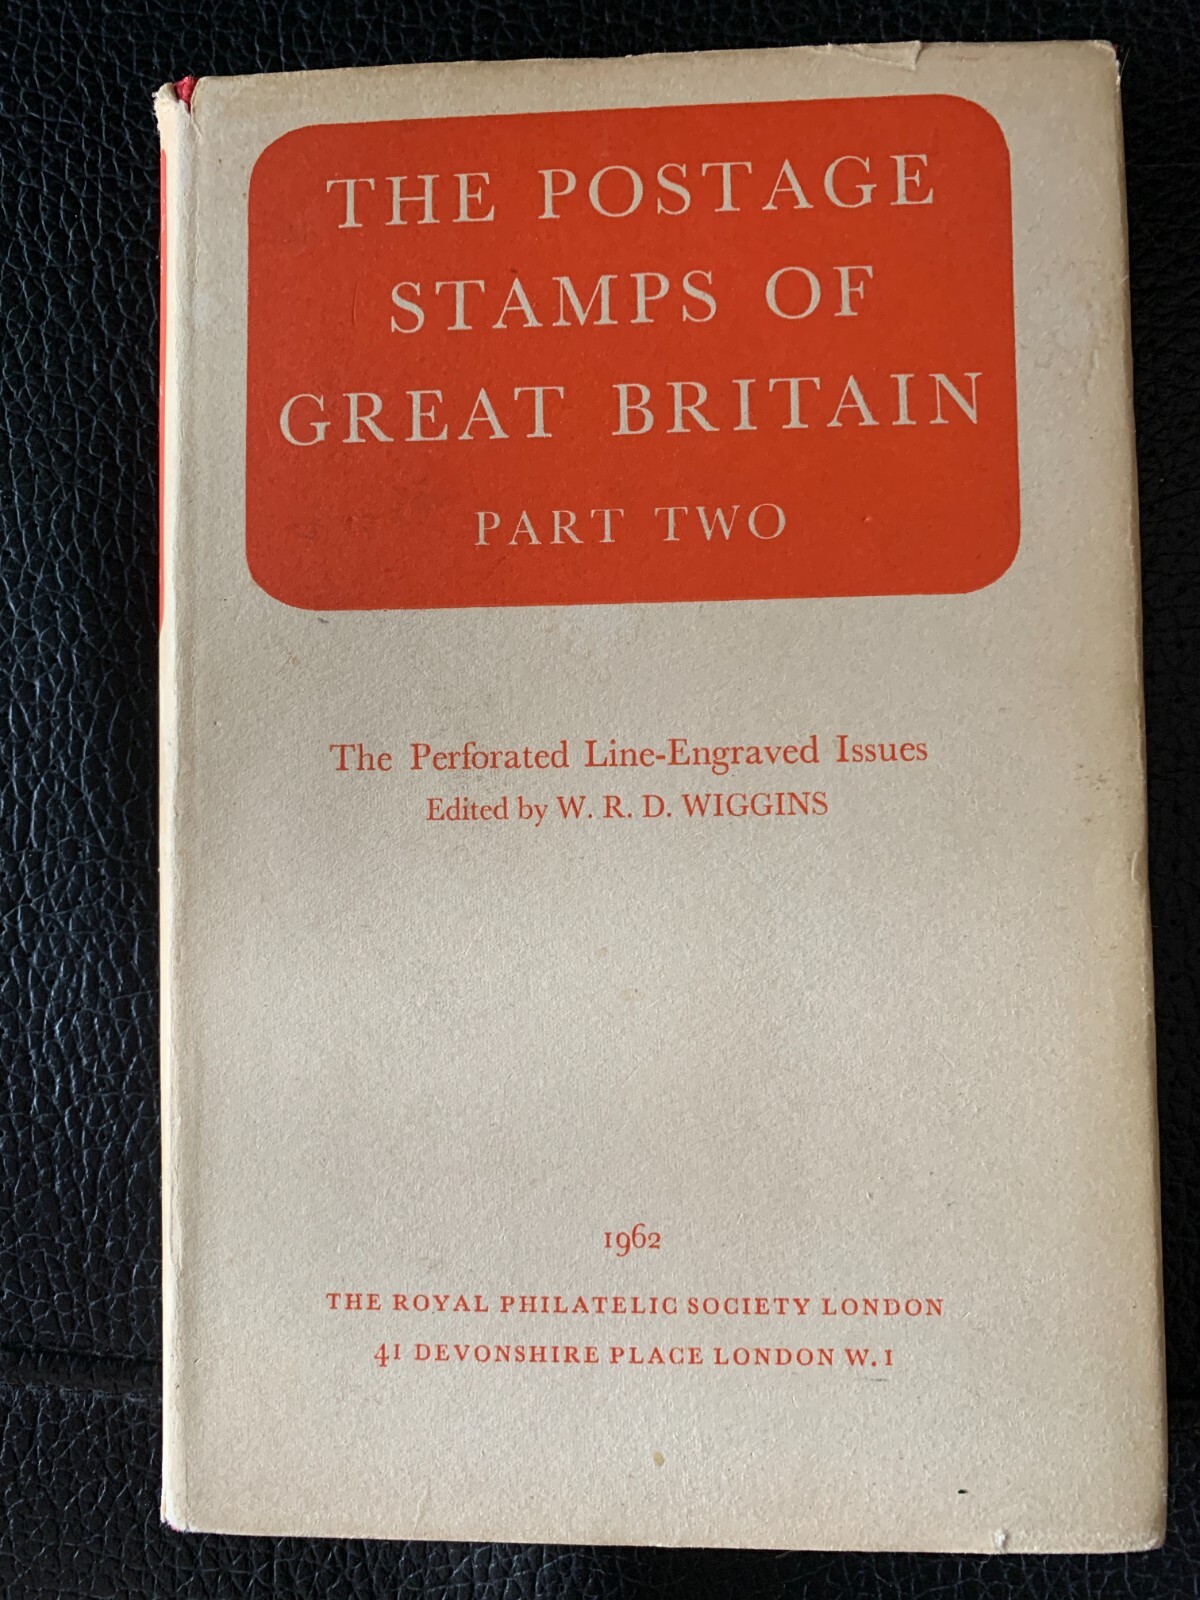 THE POSTAGE
STAMPS OF
GREAT BRITAIN
PART TWO
The Perforated Line-Engraved Issues
Edited by W. R. D. WIGGINS
1962
THE ROYAL PHILATELIC SOCIETY LONDON
41 DEVONSHIRE PLACE LONDON W.1